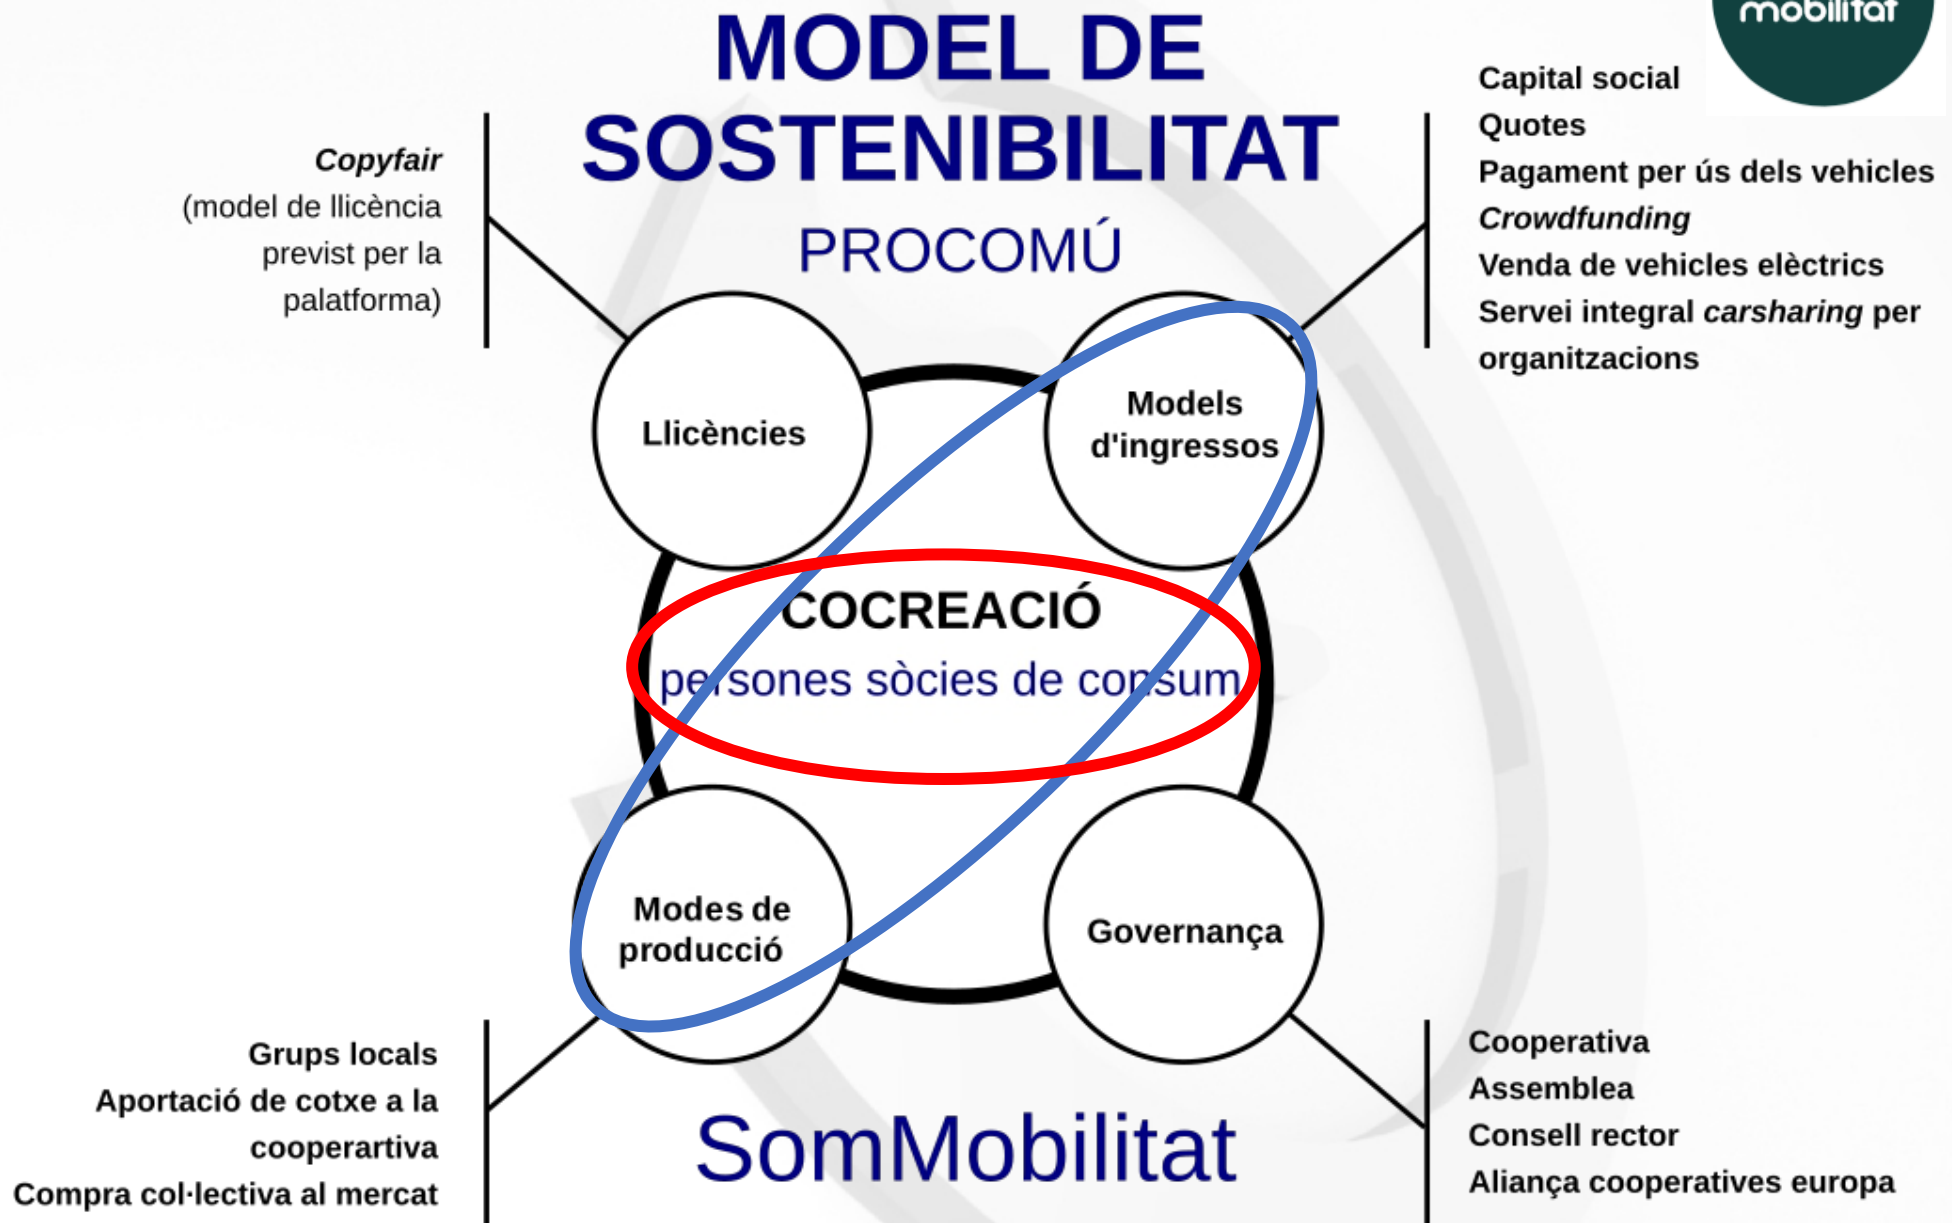 MODEL DE
SOSTENIBILITAT
PROCOMÚ
mobilitat
Copyfair
(model de llicència
previst per la
palatforma)
Capital social
Quotes
Pagament per ús dels vehicles
Crowdfunding
Venda de vehicles elèctrics
Servei integral carsharing per
organitzacions
Llicències
Models
d'ingressos
COCREACIÓ
persones sòcies de consum
Modes de
producció
Governança
Grups locals
Aportació de cotxe a la
cooperartiva
Compra col·lectiva al mercat
SomMobilitat
Cooperativa
Assemblea
Consell rector
Aliança cooperatives europa